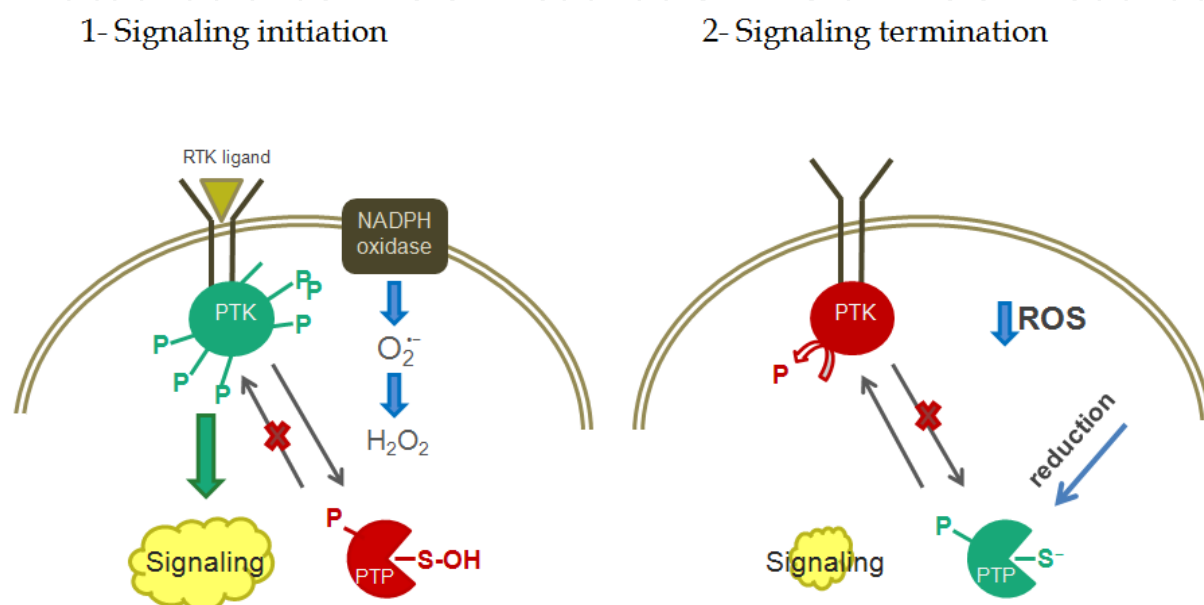 1- Signaling initiation
2- Signaling termination
RTK ligand
NADPH
oxidase
P
P
P
P
P
P
PTK
O₂˙⁻
H₂O₂
P
S-OH
PTP
Signaling
PTK
ROS
P
reduction
P
S⁻
PTP
Signaling